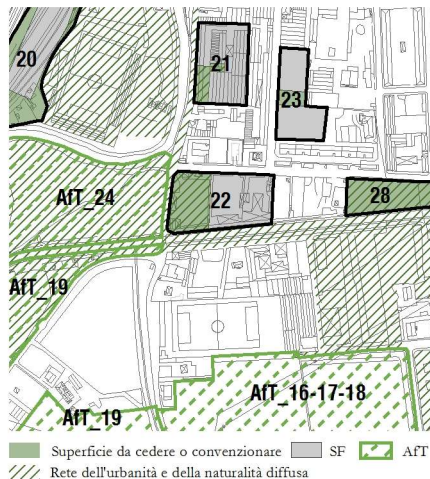 20
21
23
AfT_24
22
28
AfT_19
AfT_16-17-18
AfT_19
Superficie da cedere o convenzionare SF AfT
Rete dell'urbanità e della naturalità diffusa